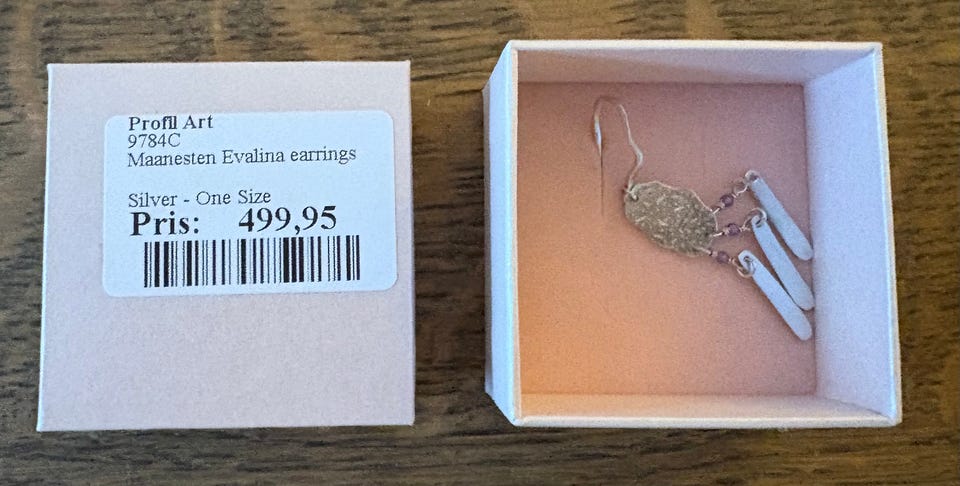 Profil Art
9784C
Maanesten Evalina earrings
Silver - One Size
Pris: 499,95